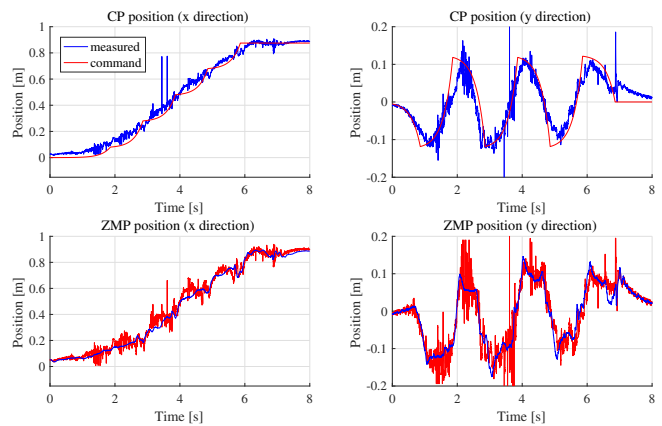 CP position (x direction)
1
0.8
0.6
0.4
0.2
0
Position [m]
measured
command
0 2 4 6 8
Time [s]
CP position (y direction)
0.2
0.1
0
-0.1
-0.2
Position [m]
0 2 4 6 8
Time [s]
ZMP position (x direction)
1
0.8
0.6
0.4
0.2
0
Position [m]
0 2 4 6 8
Time [s]
ZMP position (y direction)
0.2
0.1
0
-0.1
-0.2
Position [m]
0 2 4 6 8
Time [s]